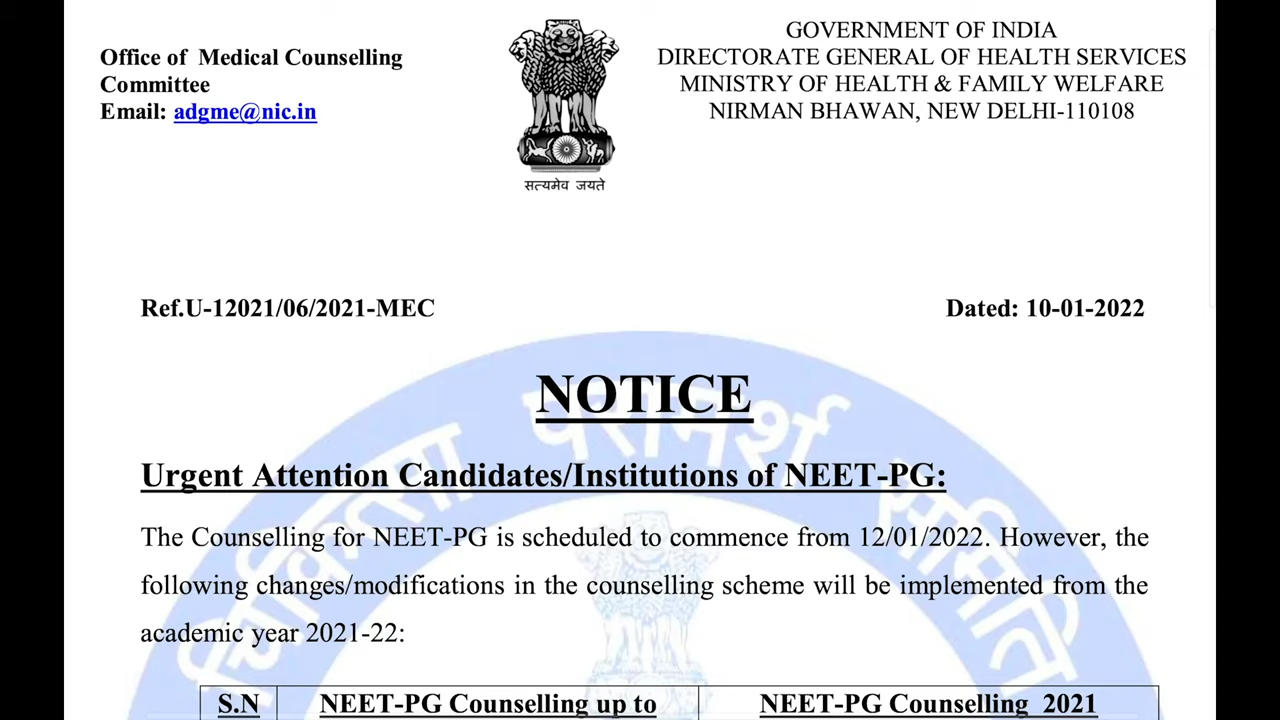 Office of Medical Counselling
Committee
Email: adgme@nic.in
सत्यमेव जयते
GOVERNMENT OF INDIA
DIRECTORATE GENERAL OF HEALTH SERVICES
MINISTRY OF HEALTH & FAMILY WELFARE
NIRMAN BHAWAN, NEW DELHI-110108
Ref.U-12021/06/2021-MEC
Dated: 10-01-2022
NOTICE
चिकित्सा परामर्श समिति
Urgent Attention Candidates/Institutions of NEET-PG:
The Counselling for NEET-PG is scheduled to commence from 12/01/2022. However, the
following changes/modifications in the counselling scheme will be implemented from the
academic year 2021-22:
S.N
NEET-PG Counselling up to
NEET-PG Counselling 2021